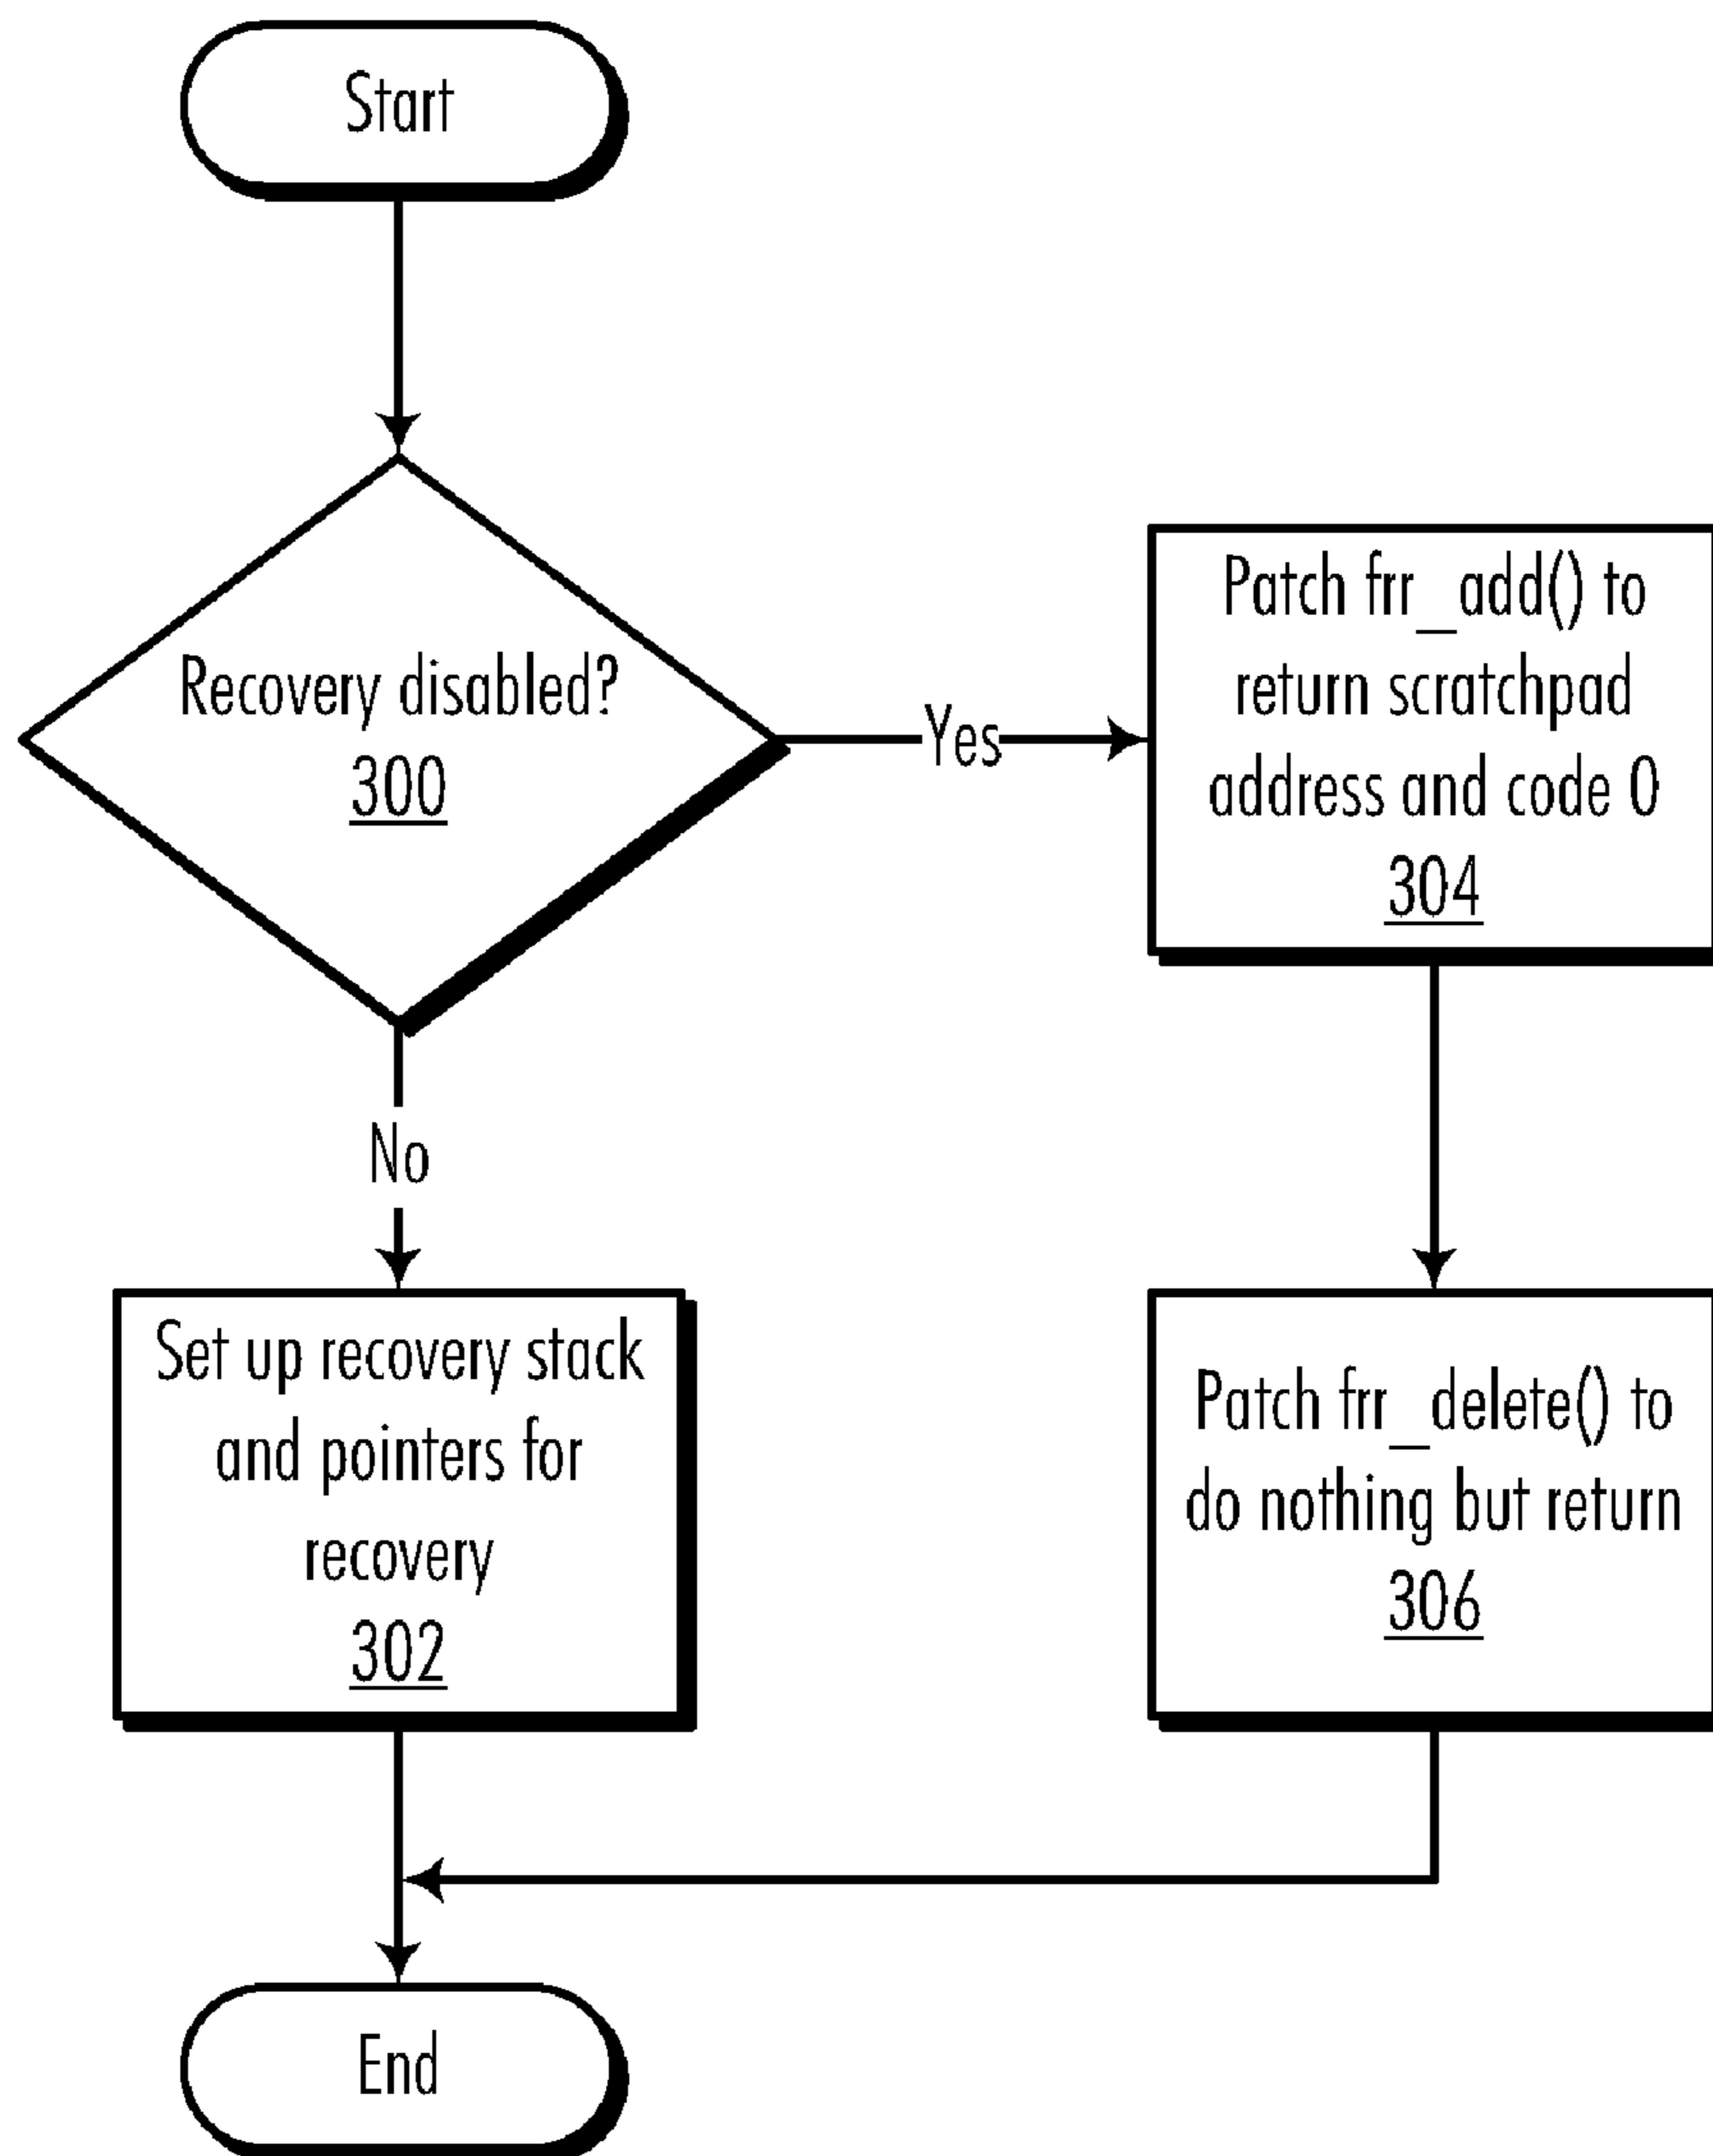 Start
Recovery disabled?
300
Yes
No
Patch frr_add() to
return scratchpad
address and code 0
304
Set up recovery stack
and pointers for
recovery
302
Patch frr_delete() to
do nothing but return
306
End